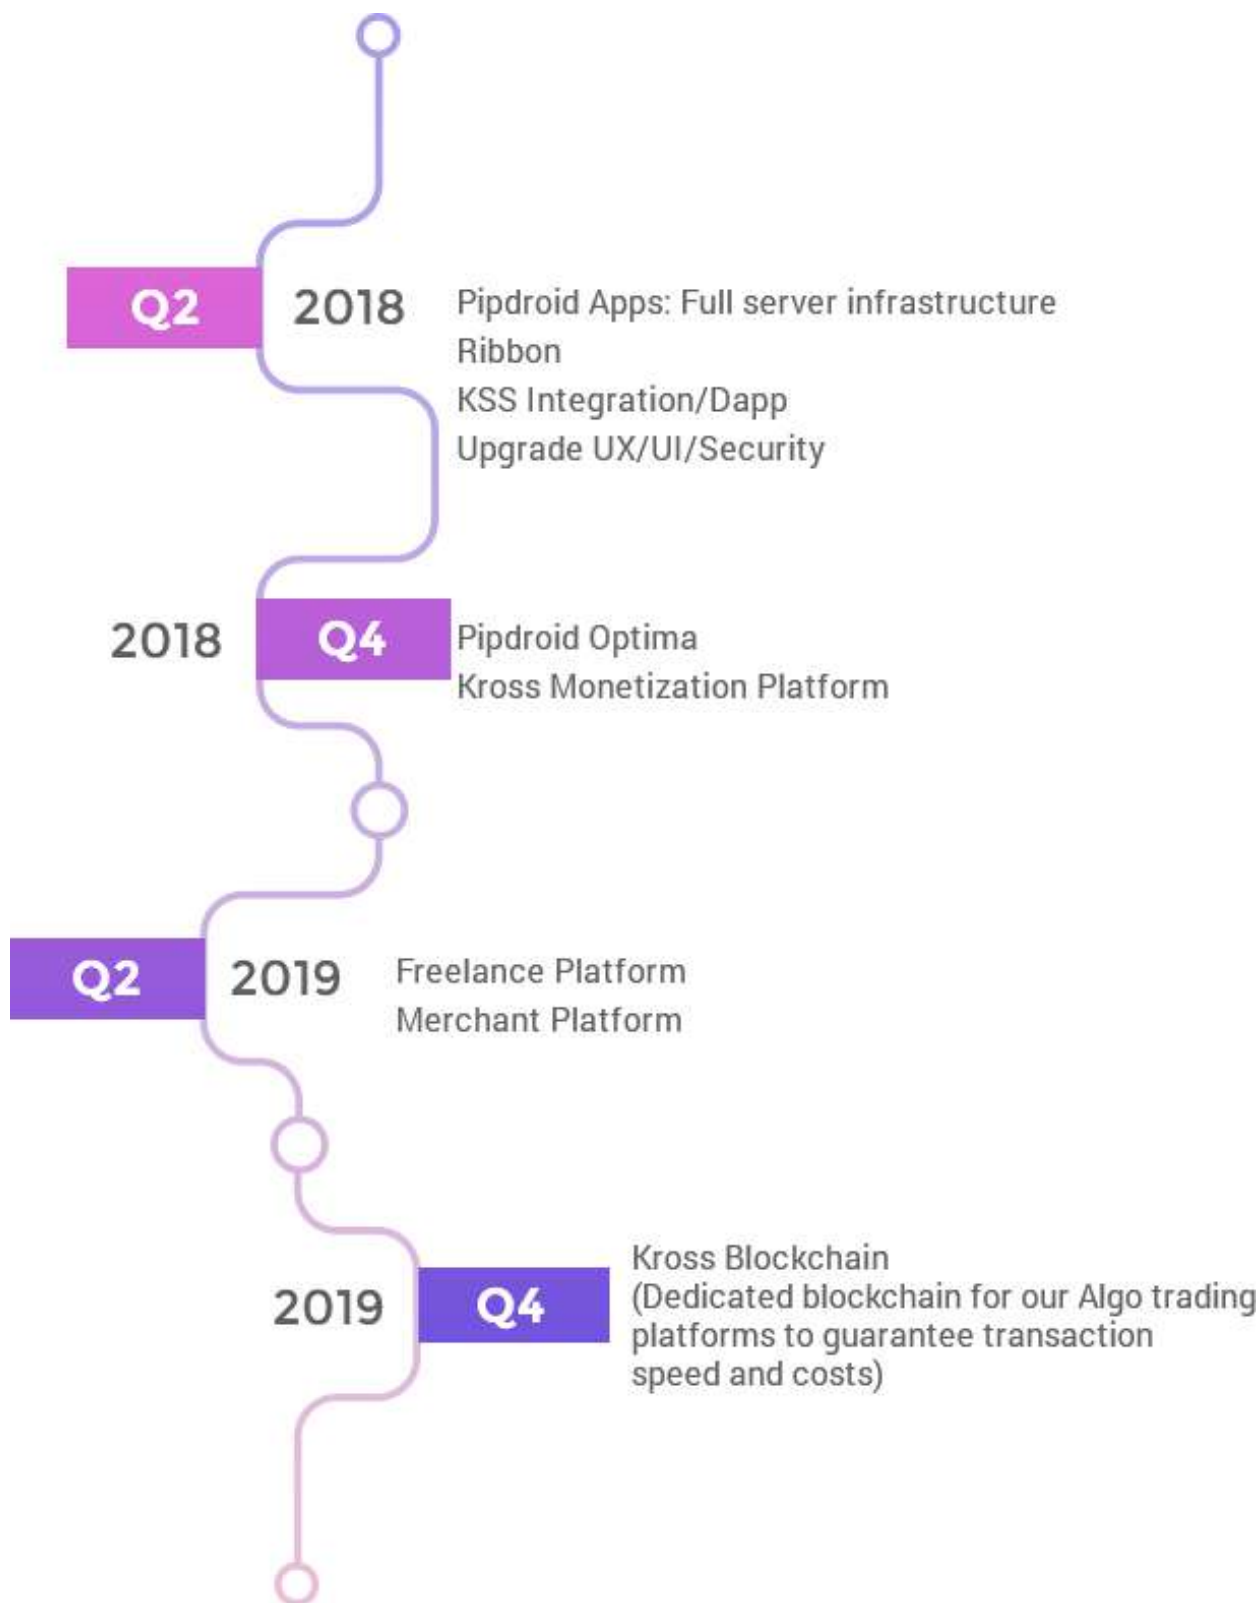 Q2 2018 Pipdroid Apps: Full server infrastructure
Ribbon
KSS Integration/Dapp
Upgrade UX/UI/Security
2018 Q4 Pipdroid Optima
Kross Monetization Platform
Q2 2019 Freelance Platform
Merchant Platform
Kross Blockchain
2019 Q4 (Dedicated blockchain for our Algo trading
platforms to guarantee transaction
speed and costs)